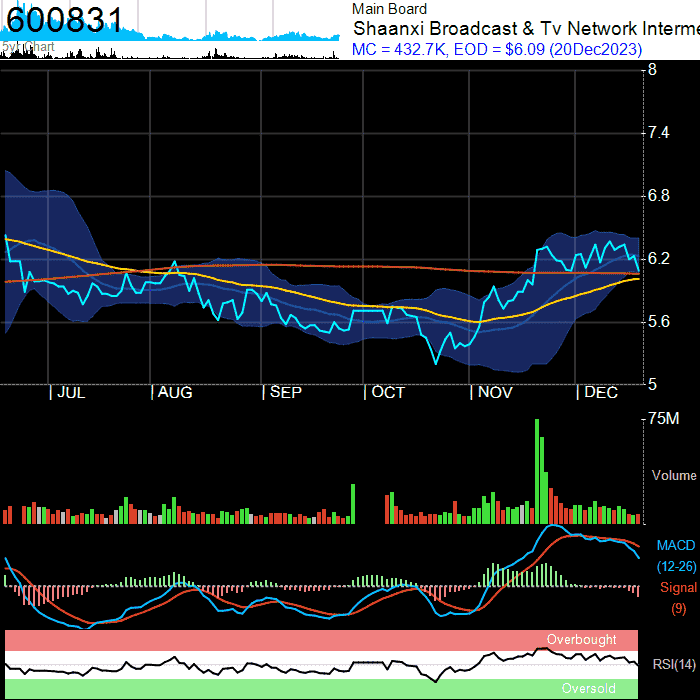 600831
5yr Chart
Main Board
Shaanxi Broadcast & Tv Network Interme
MC = 432.7K, EOD = $6.09 (20Dec2023)
8
7.4
6.8
6.2
5.6
5
JUL AUG SEP OCT NOV DEC
75M
Volume
MACD
(12-26)
Signal
(9)
Overbought
RSI(14)
Oversold